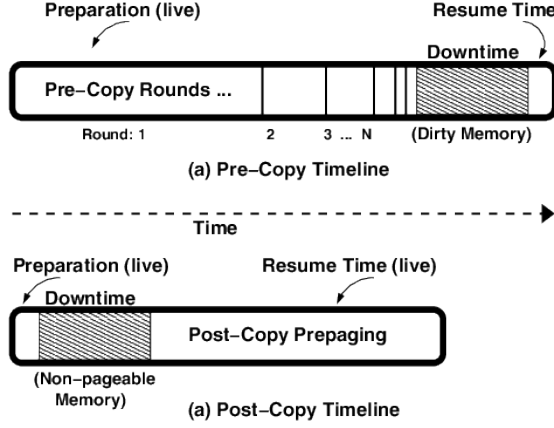 Preparation (live)
Resume Time
Downtime
Pre-Copy Rounds ...
Round: 1
2
3 ... N
(Dirty Memory)
(a) Pre-Copy Timeline
Time
Preparation (live)
Resume Time (live)
Downtime
Post-Copy Prepaging
(Non-pageable
Memory)
(a) Post-Copy Timeline